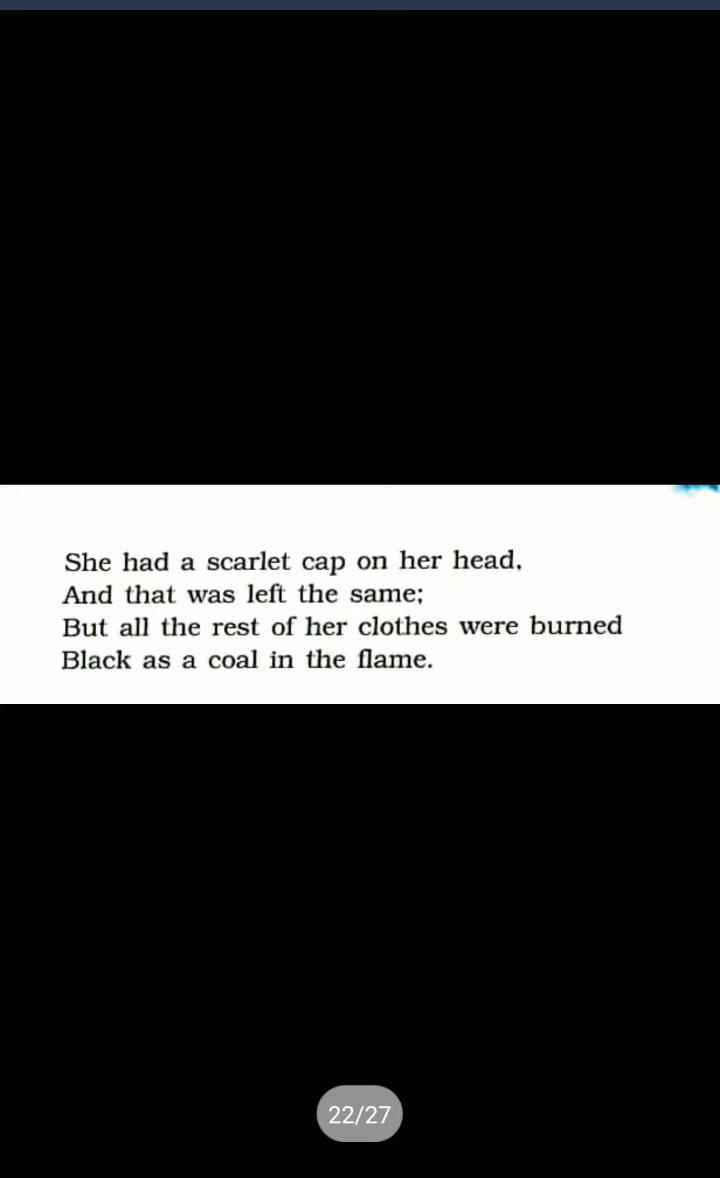 She had a scarlet cap on her head,
And that was left the same;
But all the rest of her clothes were burned
Black as a coal in the flame.
22/27